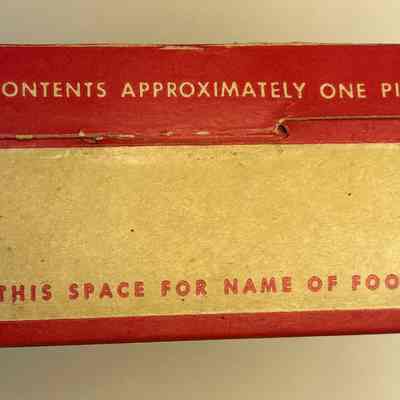 ONTENTS APPROXIMATELY ONE PI
THIS SPACE FOR NAME OF FOO